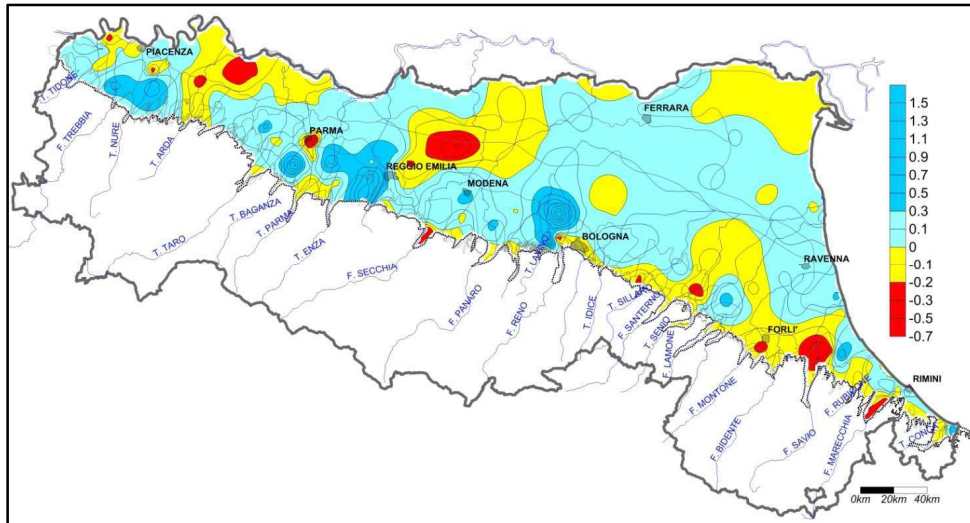 PIACENZA
T. TIDONE
F. TREBBIA
T. NURE
T. ARDA
PARMA
REGGIO EMILIA
MODENA
FERRARA
BOLOGNA
RAVENNA
FORLI'
RIMINI
T. TARO
T. BAGANZA
T. PARMA
T. ENZA
F. SECCHIA
F. PANARO
F. RENO
T. IDICE
T. SILLARO
F. SANTERNO
T. SENIO
F. LAMONE
F. MONTONE
F. BIDENTE
F. SAVIO
F. RUBICONE
F. MARECCHIA
T. CONCA
1.5
1.3
1.1
0.9
0.7
0.5
0.3
0.1
0
-0.1
-0.2
-0.3
-0.5
-0.7
0km 20km 40km